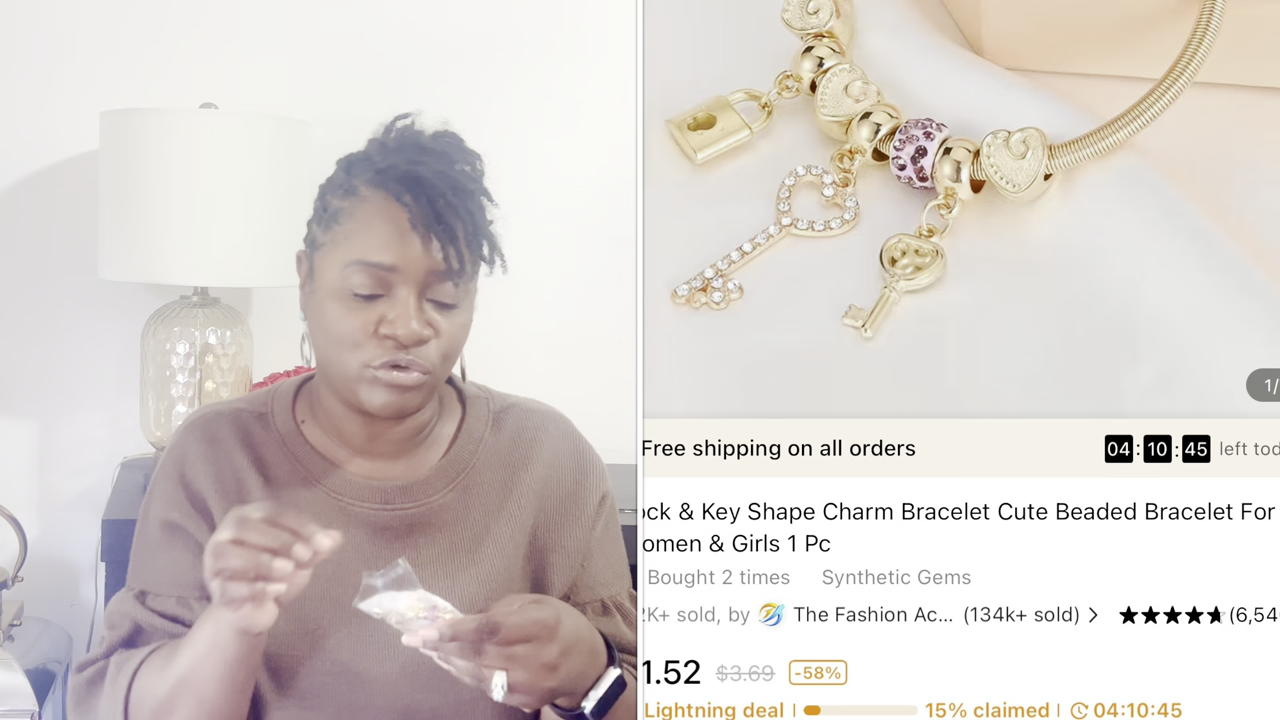 1/
Free shipping on all orders 04:10:45 left tod
ock & Key Shape Charm Bracelet Cute Beaded Bracelet For
omen & Girls 1 Pc
Bought 2 times Synthetic Gems
2K+ sold, by The Fashion Ac... (134k+ sold) > (6,54
1.52 $3.69 -58%
Lightning deal 15% claimed 04:10:45